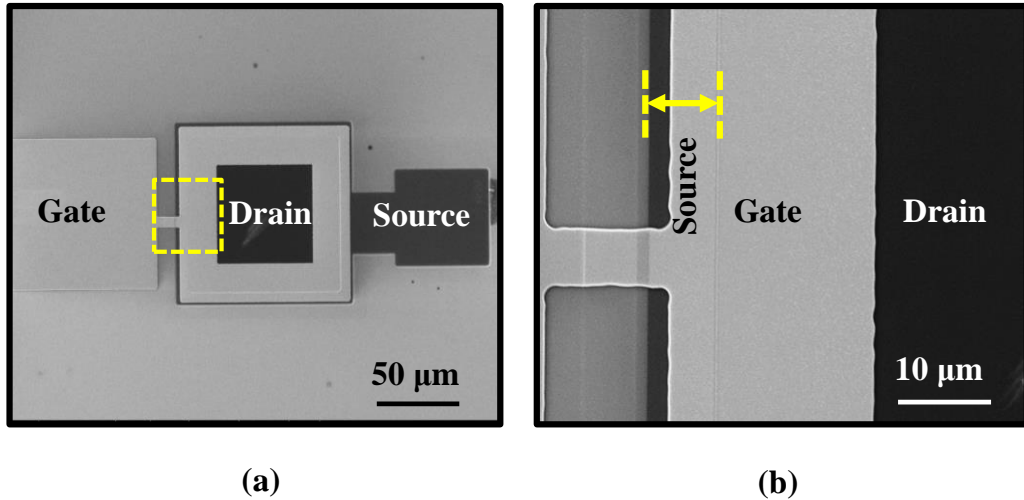 Gate
Drain
Source
50 μm
(a)
Source
Gate
Drain
10 μm
(b)